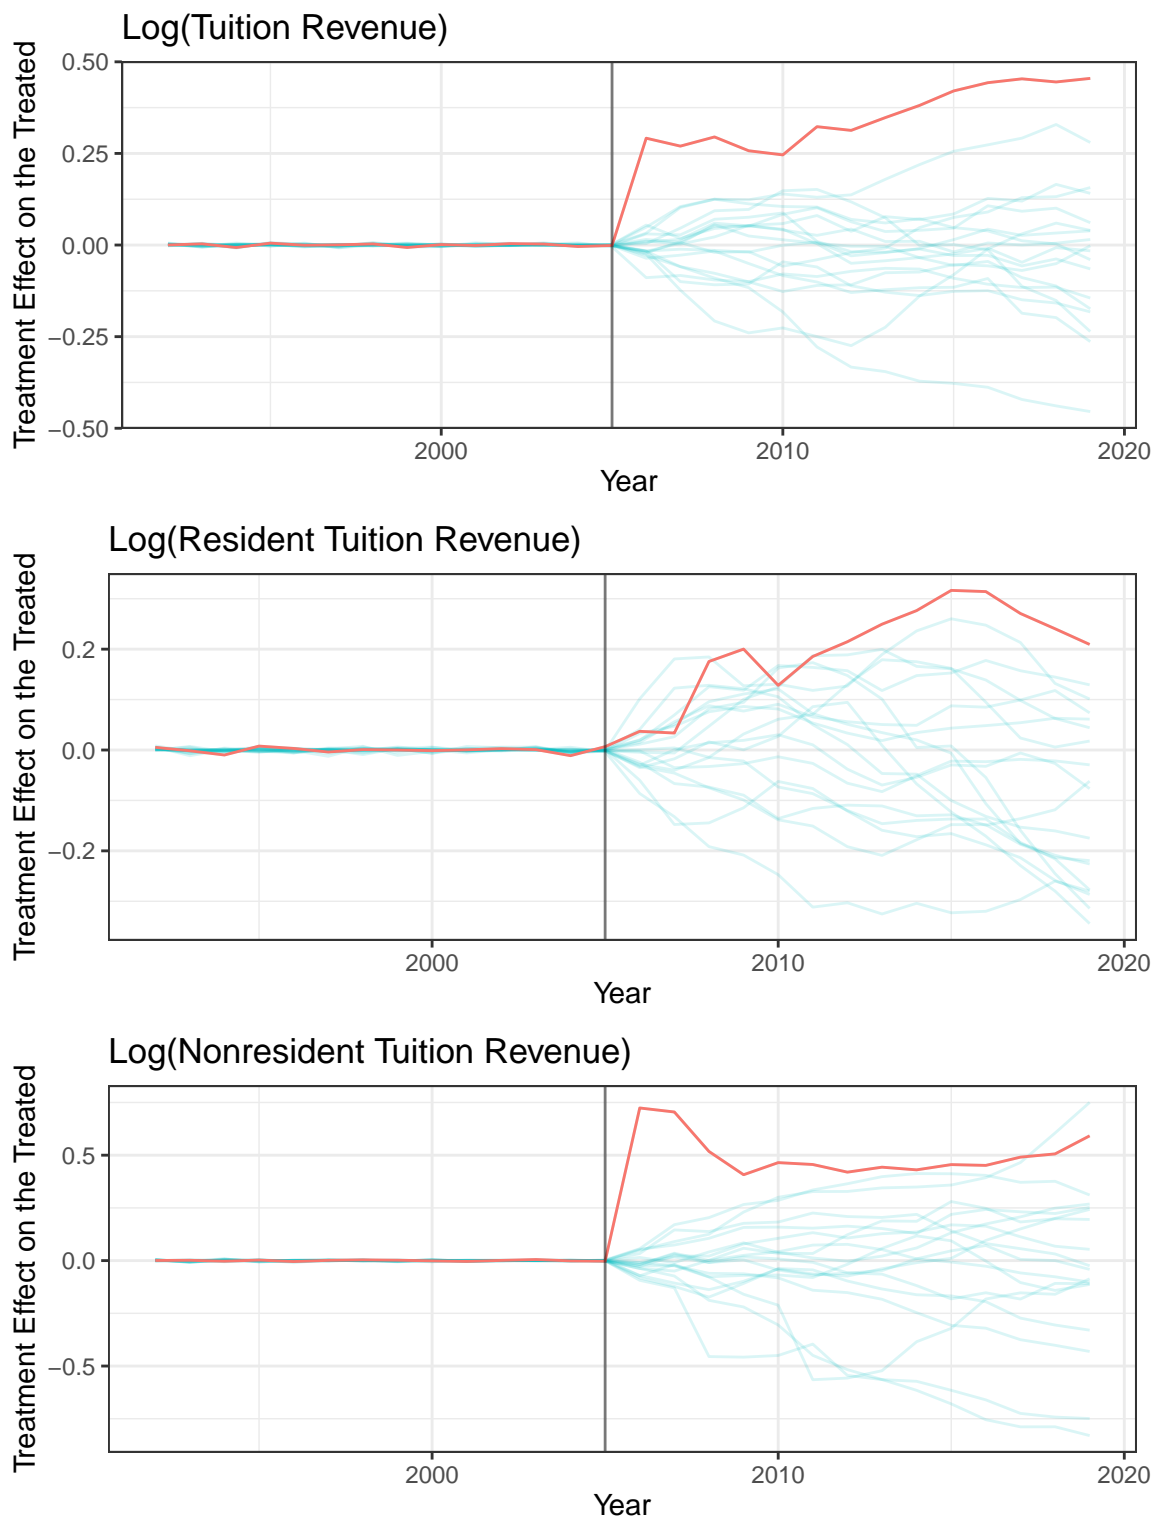 Log(Tuition Revenue)
Treatment Effect on the Treated
0.50
0.25
0.00
−0.25
−0.50
2000 2010 2020
Year
Log(Resident Tuition Revenue)
Treatment Effect on the Treated
0.2
0.0
−0.2
2000 2010 2020
Year
Log(Nonresident Tuition Revenue)
Treatment Effect on the Treated
0.5
0.0
−0.5
2000 2010 2020
Year